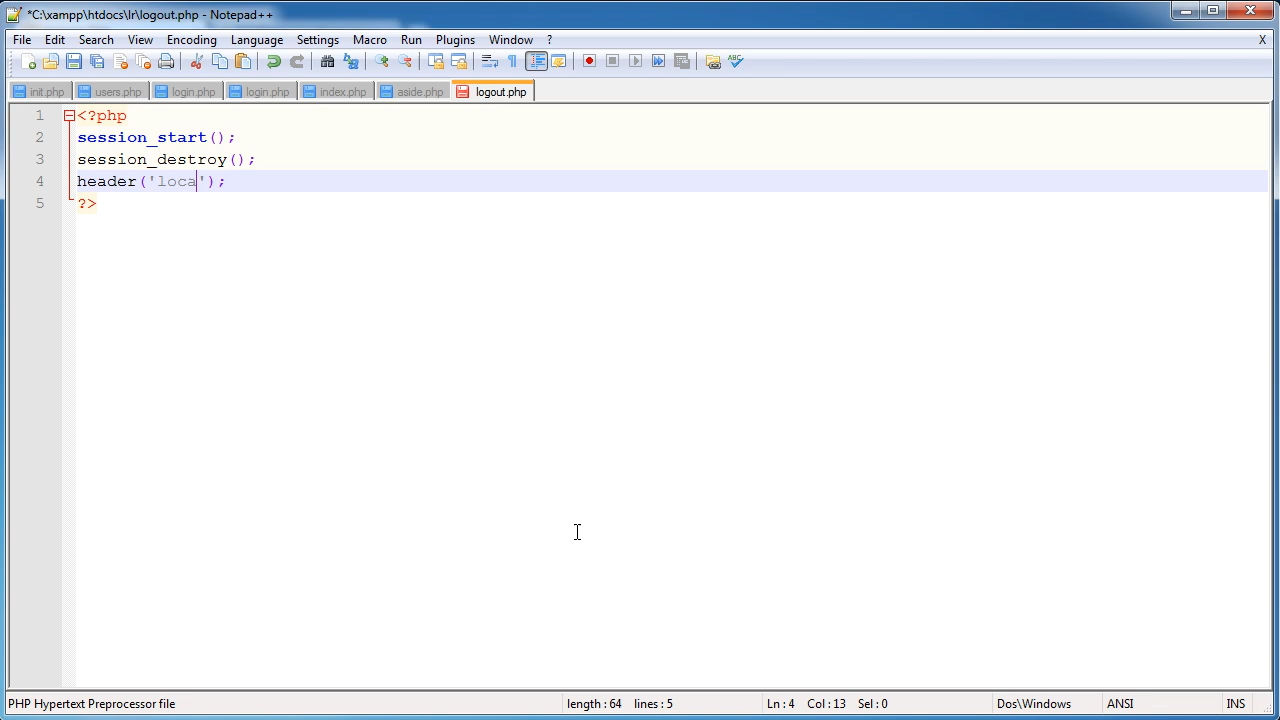 *C:\xampp\htdocs\lr\logout.php - Notepad++
File Edit Search View Encoding Language Settings Macro Run Plugins Window ? X
init.php users.php login.php login.php index.php aside.php logout.php
1 <?php
2 session_start();
3 session_destroy();
4 header('loca');
5 ?>
PHP Hypertext Preprocessor file length : 64 lines : 5 Ln : 4 Col : 13 Sel : 0 Dos\Windows ANSI INS